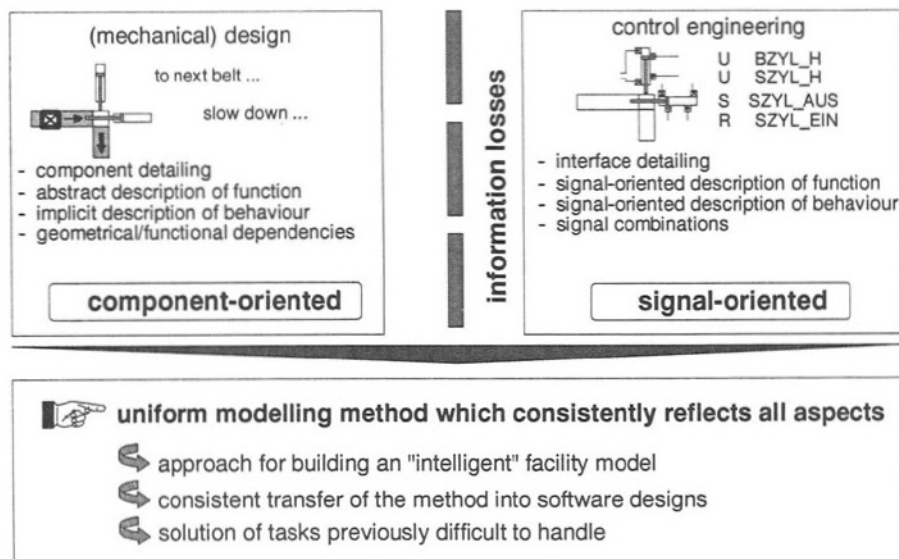 (mechanical) design
to next belt ...
slow down ...
- component detailing
- abstract description of function
- implicit description of behaviour
- geometrical/functional dependencies
component-oriented
information losses
control engineering
U BZYL_H
U SZYL_H
S SZYL_AUS
R SZYL_EIN
- interface detailing
- signal-oriented description of function
- signal-oriented description of behaviour
- signal combinations
signal-oriented
uniform modelling method which consistently reflects all aspects
approach for building an "intelligent" facility model
consistent transfer of the method into software designs
solution of tasks previously difficult to handle